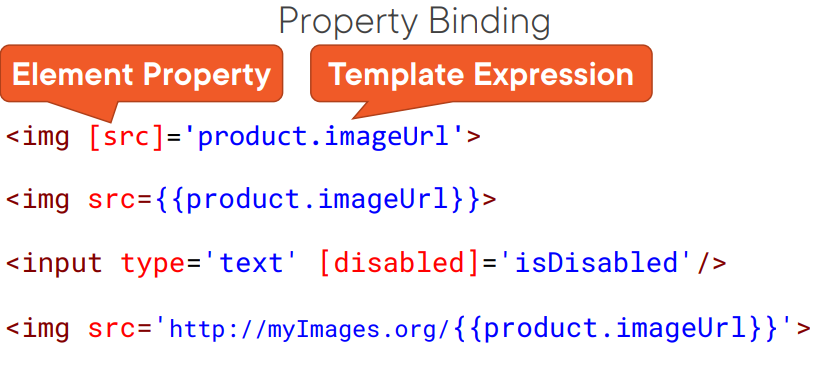 Property Binding
Element Property
Template Expression
<img [src]='product.imageUrl'>
<img src={{product.imageUrl}}>
<input type='text' [disabled]='isDisabled'/>
<img src='http://myImages.org/{{product.imageUrl}}'>